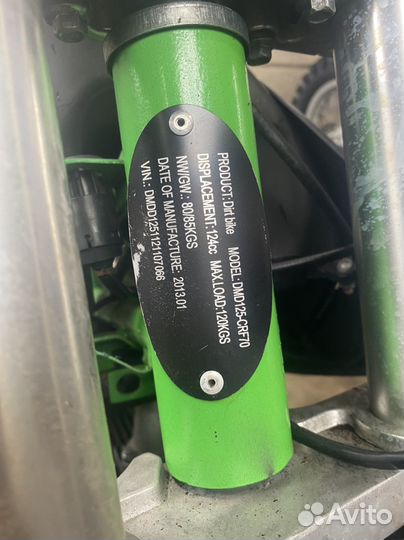 PRODUCT:Dirt bike MODEL:DMD125-CRF70
DISPLACEMENT:124cc MAX.LOAD:120KGS
NW/GW.: 80/85KGS
DATE OF MANUFACTURE: 2013.01
VIN.: DMDD1251121107066
Avito